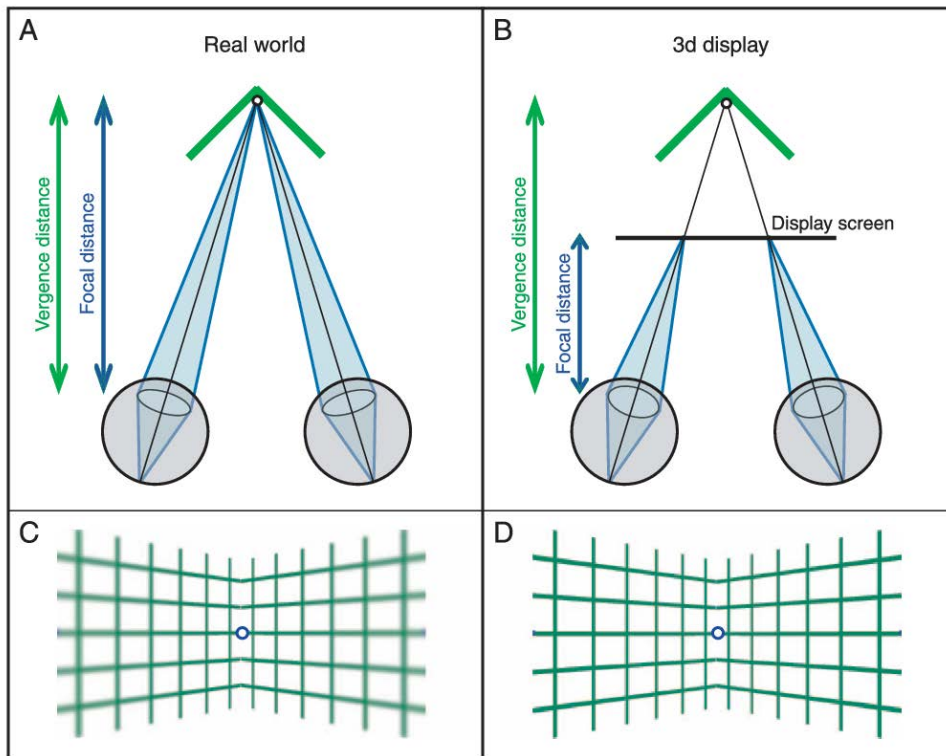 A
Real world
Vergence distance
Focal distance
B
3d display
Vergence distance
Focal distance
Display screen
C
D